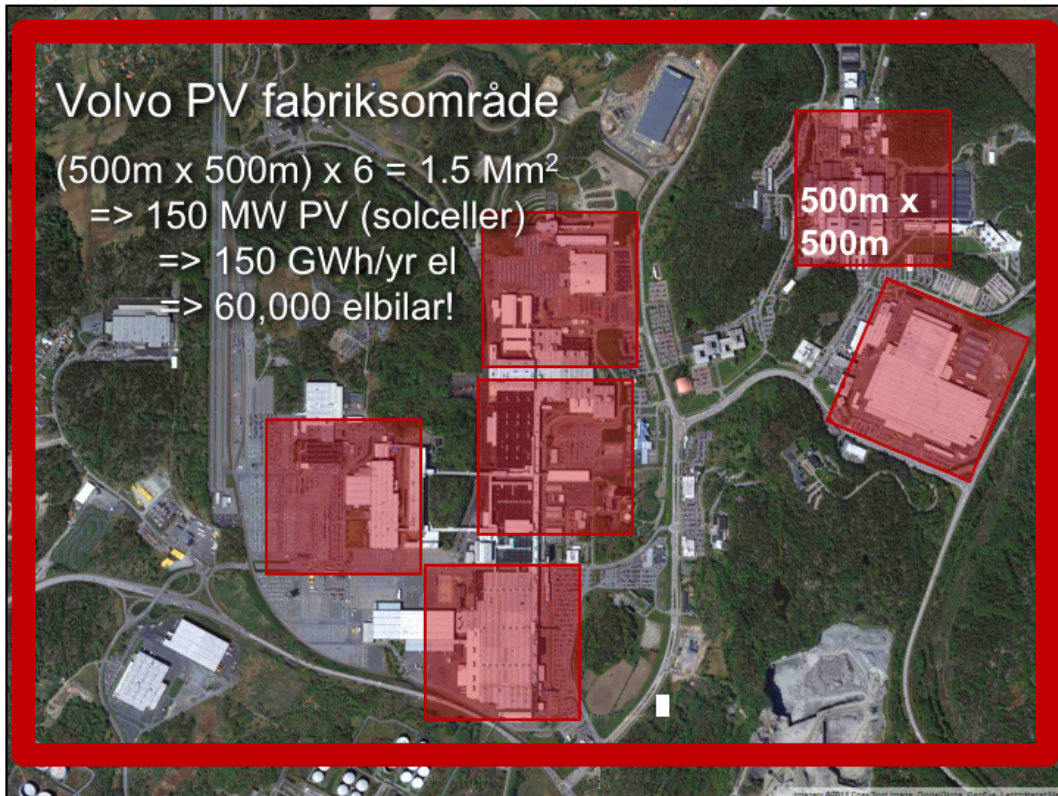 Volvo PV fabriksområde
(500m x 500m) x 6 = 1.5 Mm²
=> 150 MW PV (solceller)
=> 150 GWh/yr el
=> 60,000 elbilar!
500m x
500m